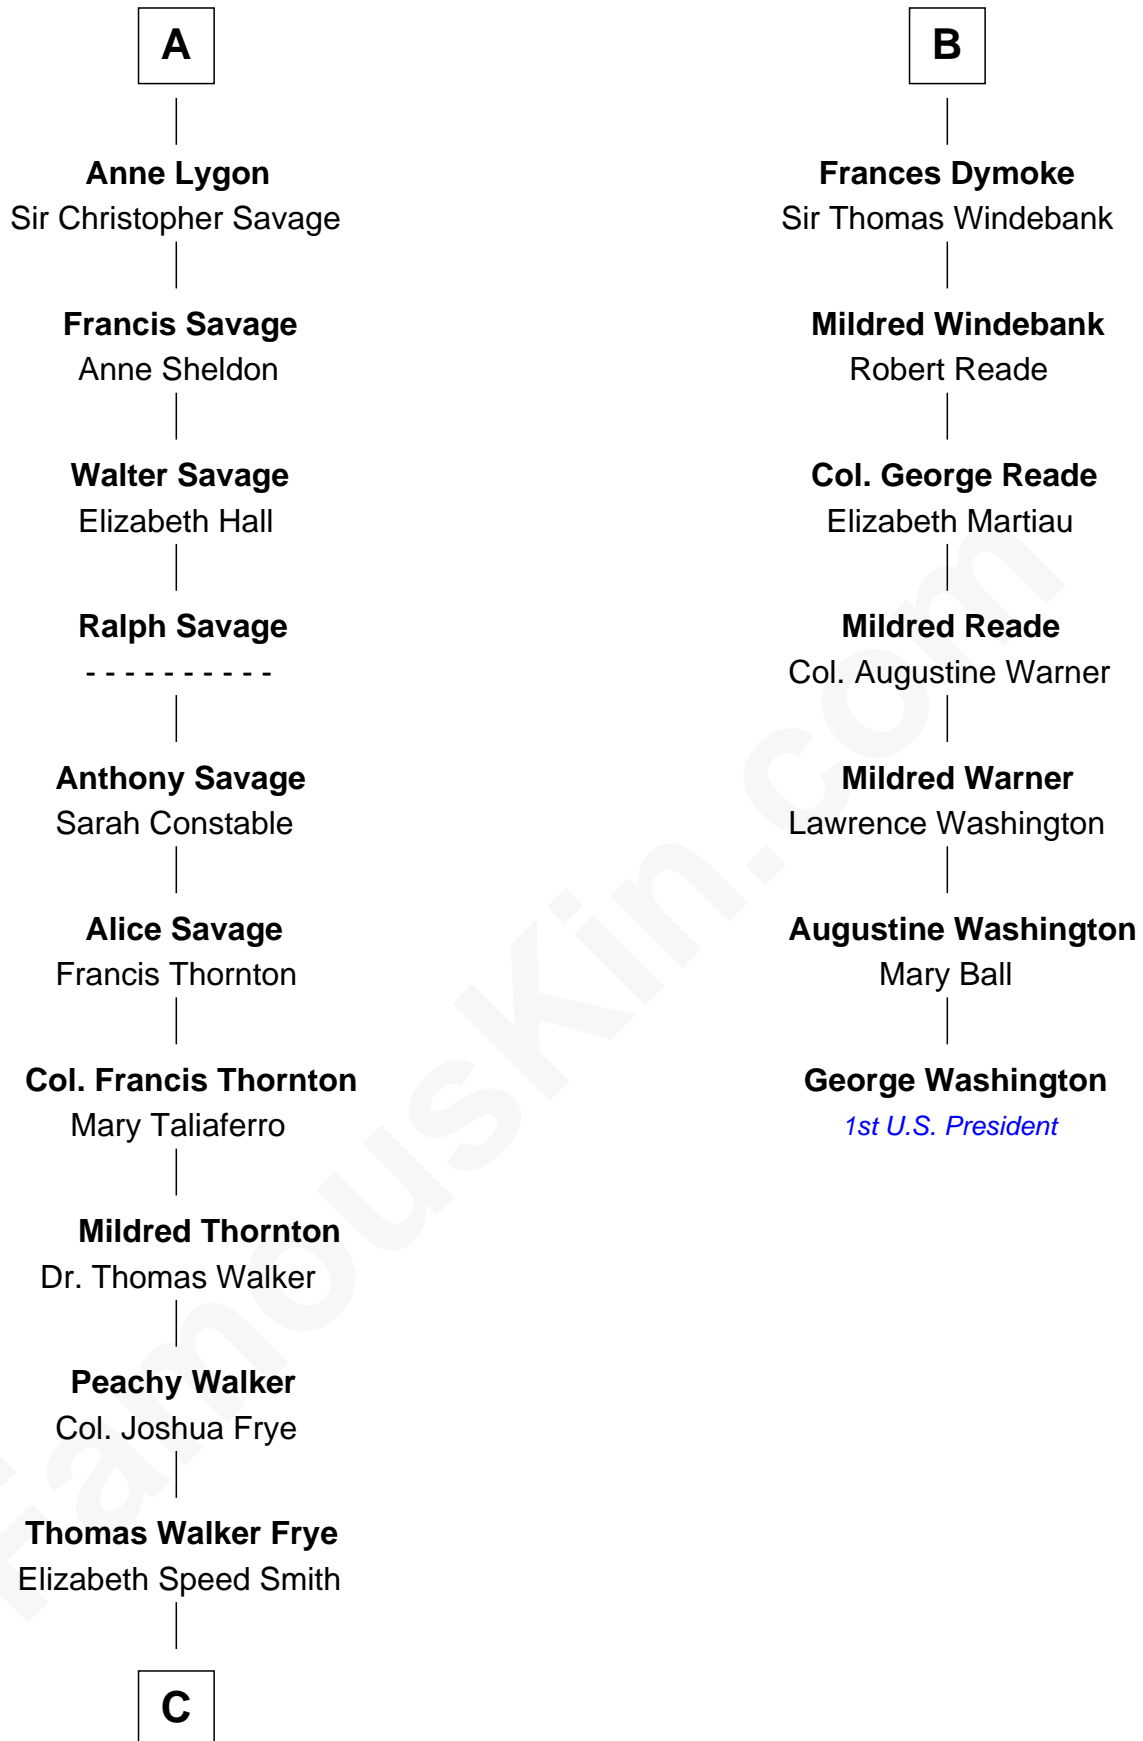 A
Anne Lygon
Sir Christopher Savage
Francis Savage
Anne Sheldon
Walter Savage
Elizabeth Hall
Ralph Savage
- - - - - - - - - -
Anthony Savage
Sarah Constable
Alice Savage
Francis Thornton
Col. Francis Thornton
Mary Taliaferro
Mildred Thornton
Dr. Thomas Walker
Peachy Walker
Col. Joshua Frye
Thomas Walker Frye
Elizabeth Speed Smith
C
B
Frances Dymoke
Sir Thomas Windebank
Mildred Windebank
Robert Reade
Col. George Reade
Elizabeth Martiau
Mildred Reade
Col. Augustine Warner
Mildred Warner
Lawrence Washington
Augustine Washington
Mary Ball
George Washington
1st U.S. President
FamousKin.com